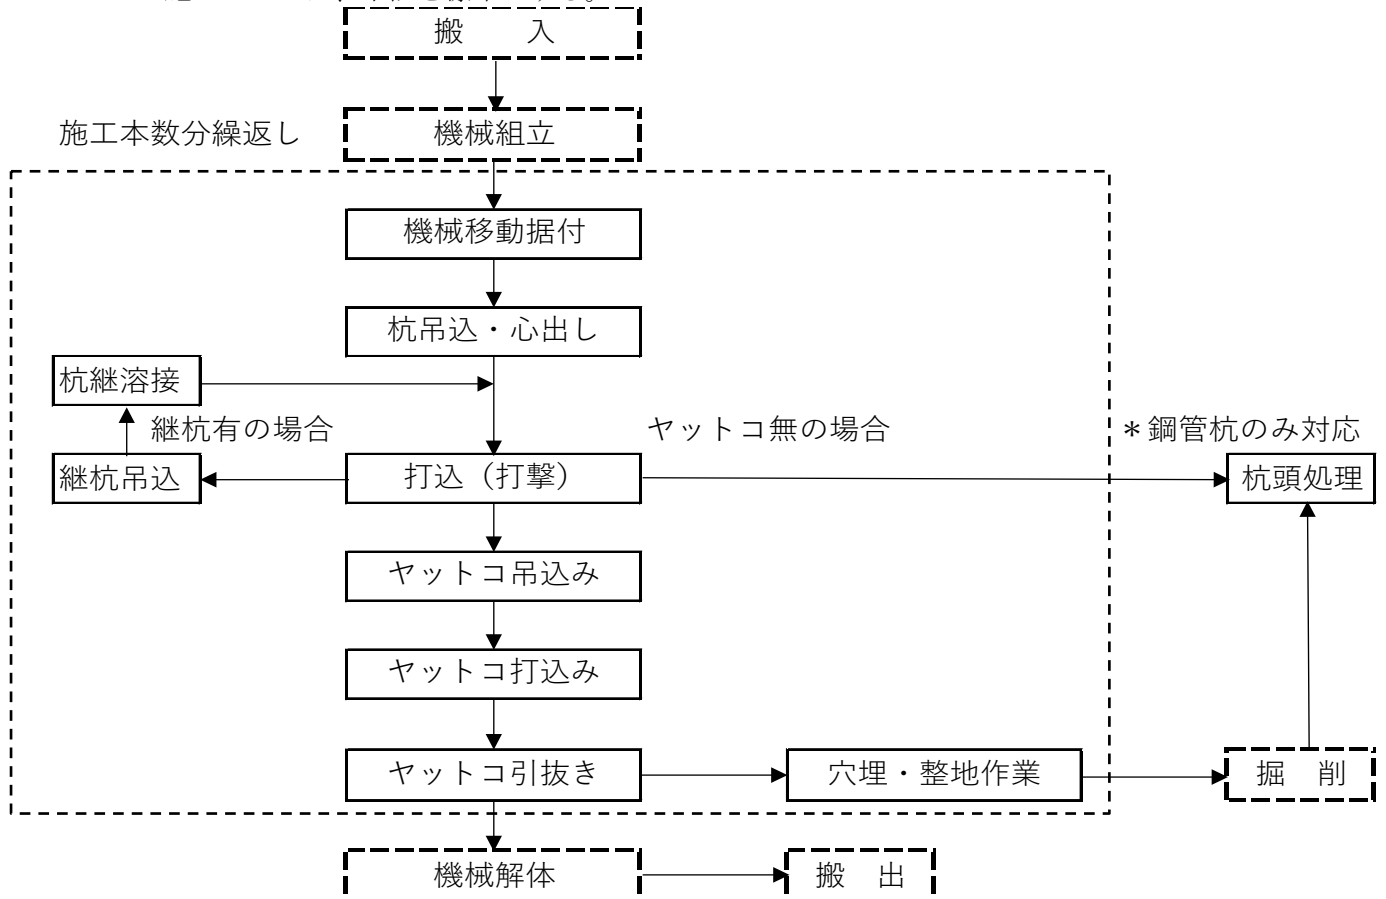 搬　入
施工本数分繰返し
機械組立
機械移動据付
杭吊込・心出し
杭継溶接
継杭有の場合
ヤットコ無の場合
＊鋼管杭のみ対応
継杭吊込
打込（打撃）
杭頭処理
ヤットコ吊込み
ヤットコ打込み
ヤットコ引抜き
穴埋・整地作業
掘　削
機械解体
搬　出